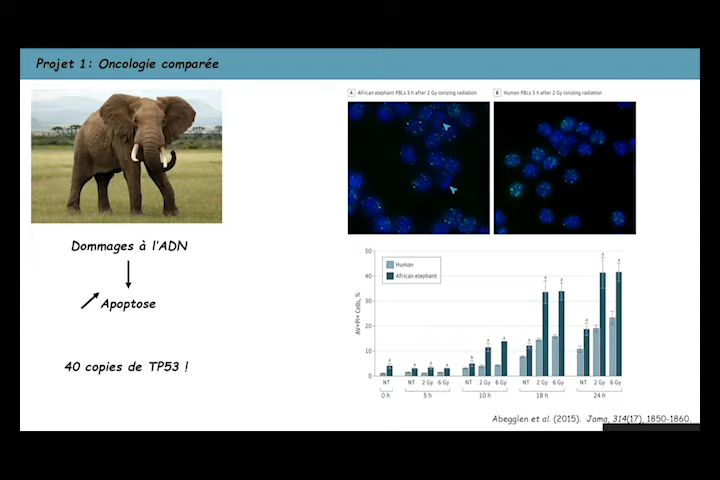 Projet 1: Oncologie comparée
A African elephant PBLs 5 h after 2 Gy ionizing radiation
B Human PBLs 5 h after 2 Gy ionizing radiation
Dommages à l'ADN
Apoptose
40 copies de TP53 !
50
40
30
20
10
0
AV+PI+ Cells, %
Human
African elephant
NT NT 2 Gy 6 Gy NT 2 Gy 6 Gy NT 2 Gy 6 Gy NT 2 Gy 6 Gy
0 h 5 h 10 h 18 h 24 h
Abegglen et al. (2015). Jama, 314(17), 1850-1860.